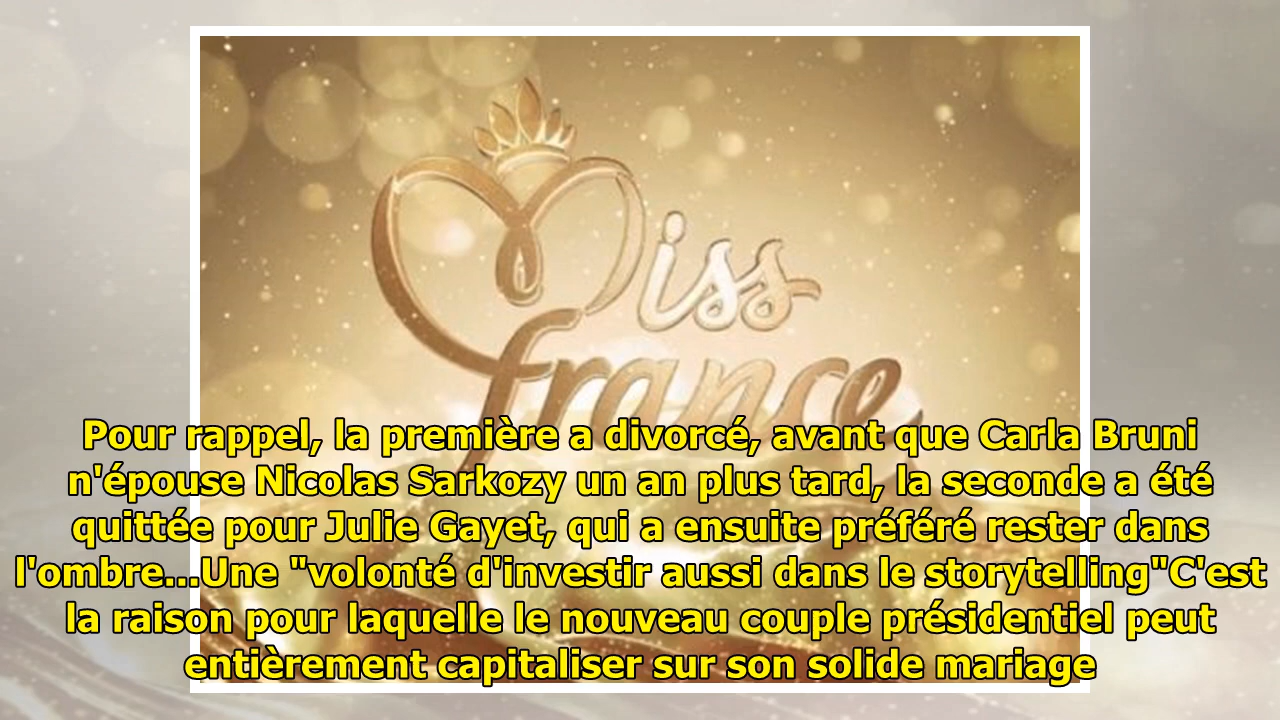 Miss
france
Pour rappel, la première a divorcé, avant que Carla Bruni
n'épouse Nicolas Sarkozy un an plus tard, la seconde a été
quittée pour Julie Gayet, qui a ensuite préféré rester dans
l'ombre...Une "volonté d'investir aussi dans le storytelling"C'est
la raison pour laquelle le nouveau couple présidentiel peut
entièrement capitaliser sur son solide mariage